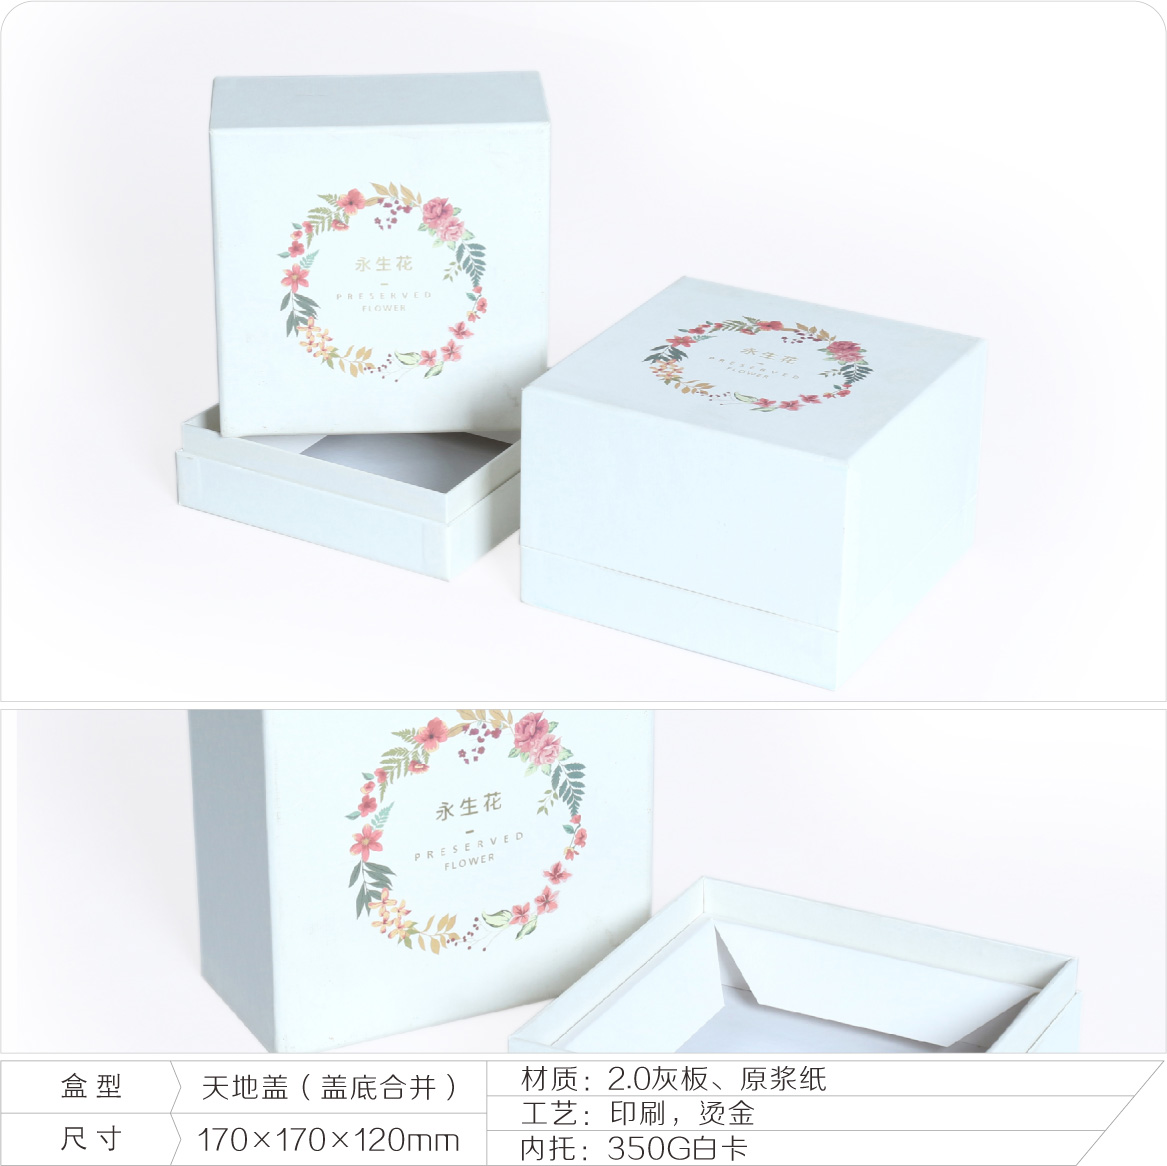 永生花
PRESERVED
FLOWER
永生花
PRESERVED
FLOWER
永生花
PRESERVED
FLOWER
盒型
天地盖（盖底合并）
尺寸
170×170×120mm
材质：2.0灰板、原浆纸
工艺：印刷，烫金
内托：350G白卡